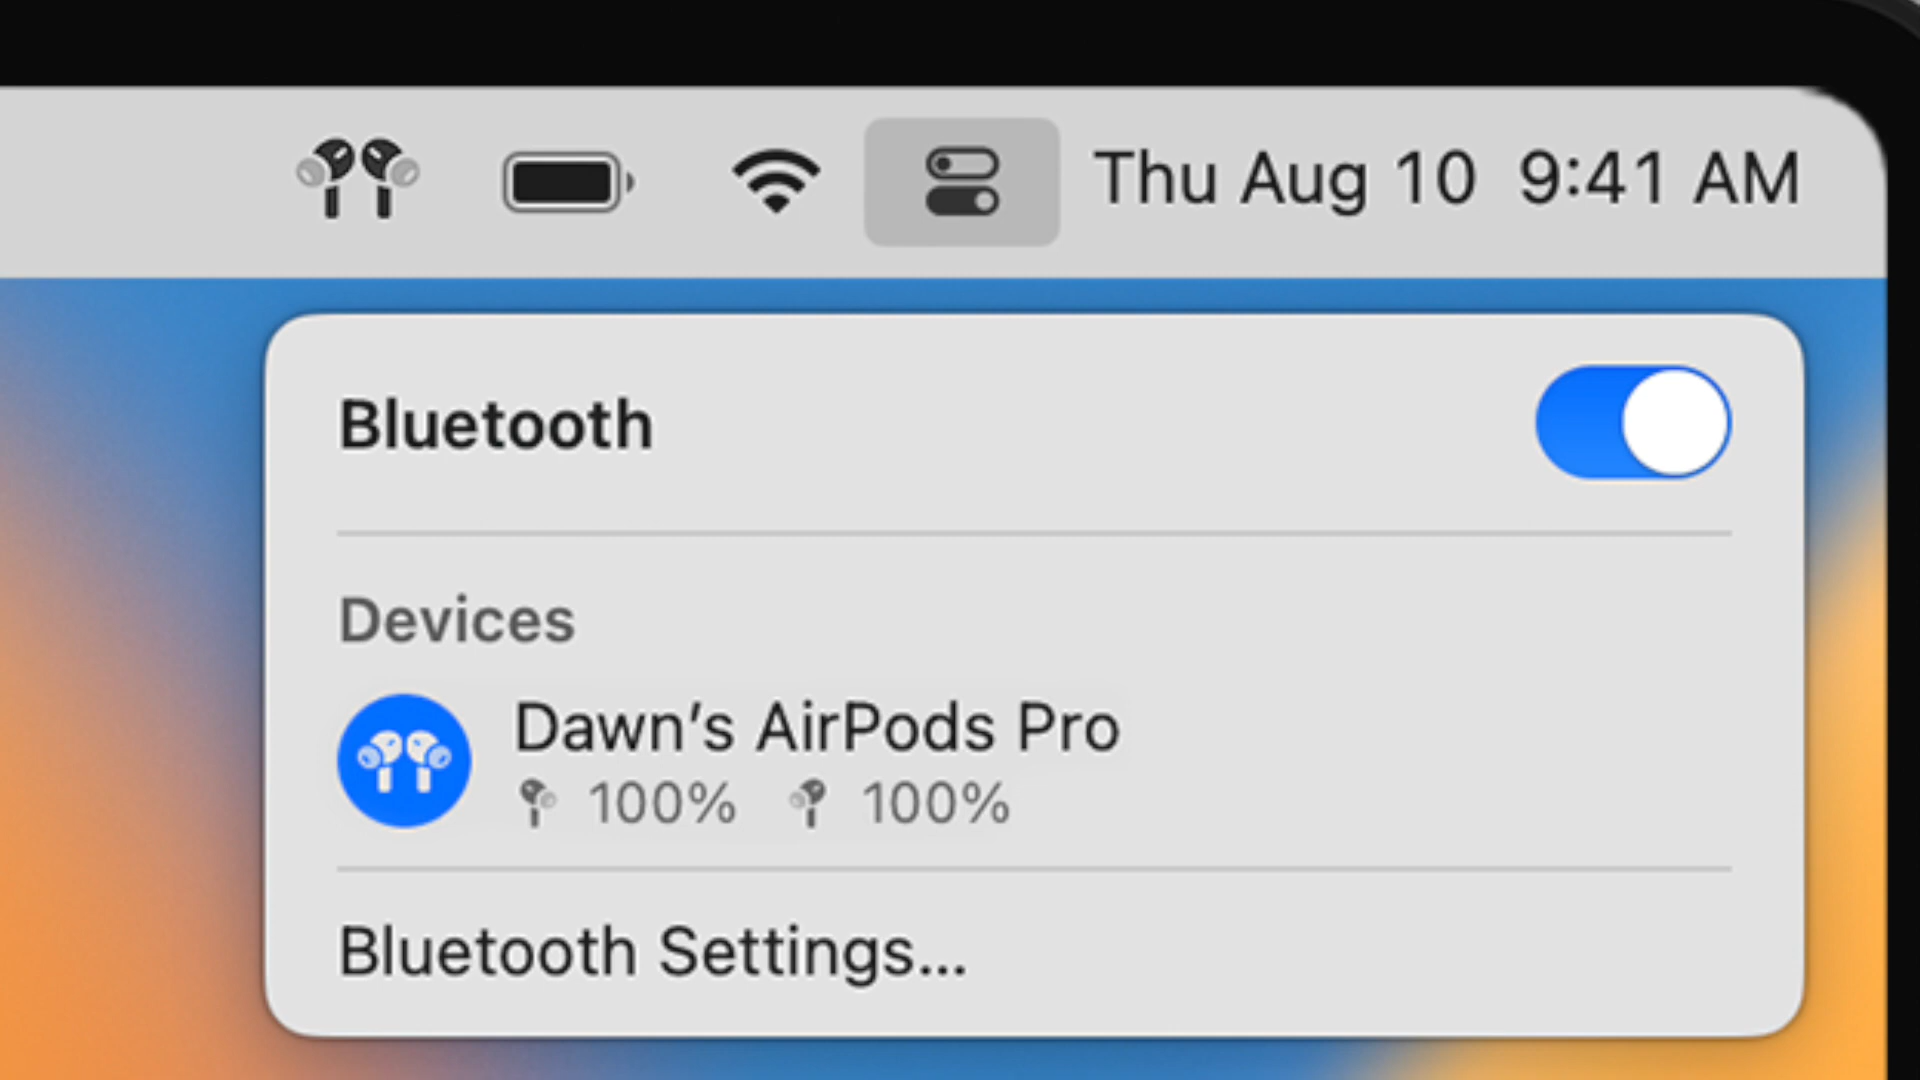 Thu Aug 10 9:41 AM
Bluetooth
Devices
Dawn’s AirPods Pro
100% 100%
Bluetooth Settings...